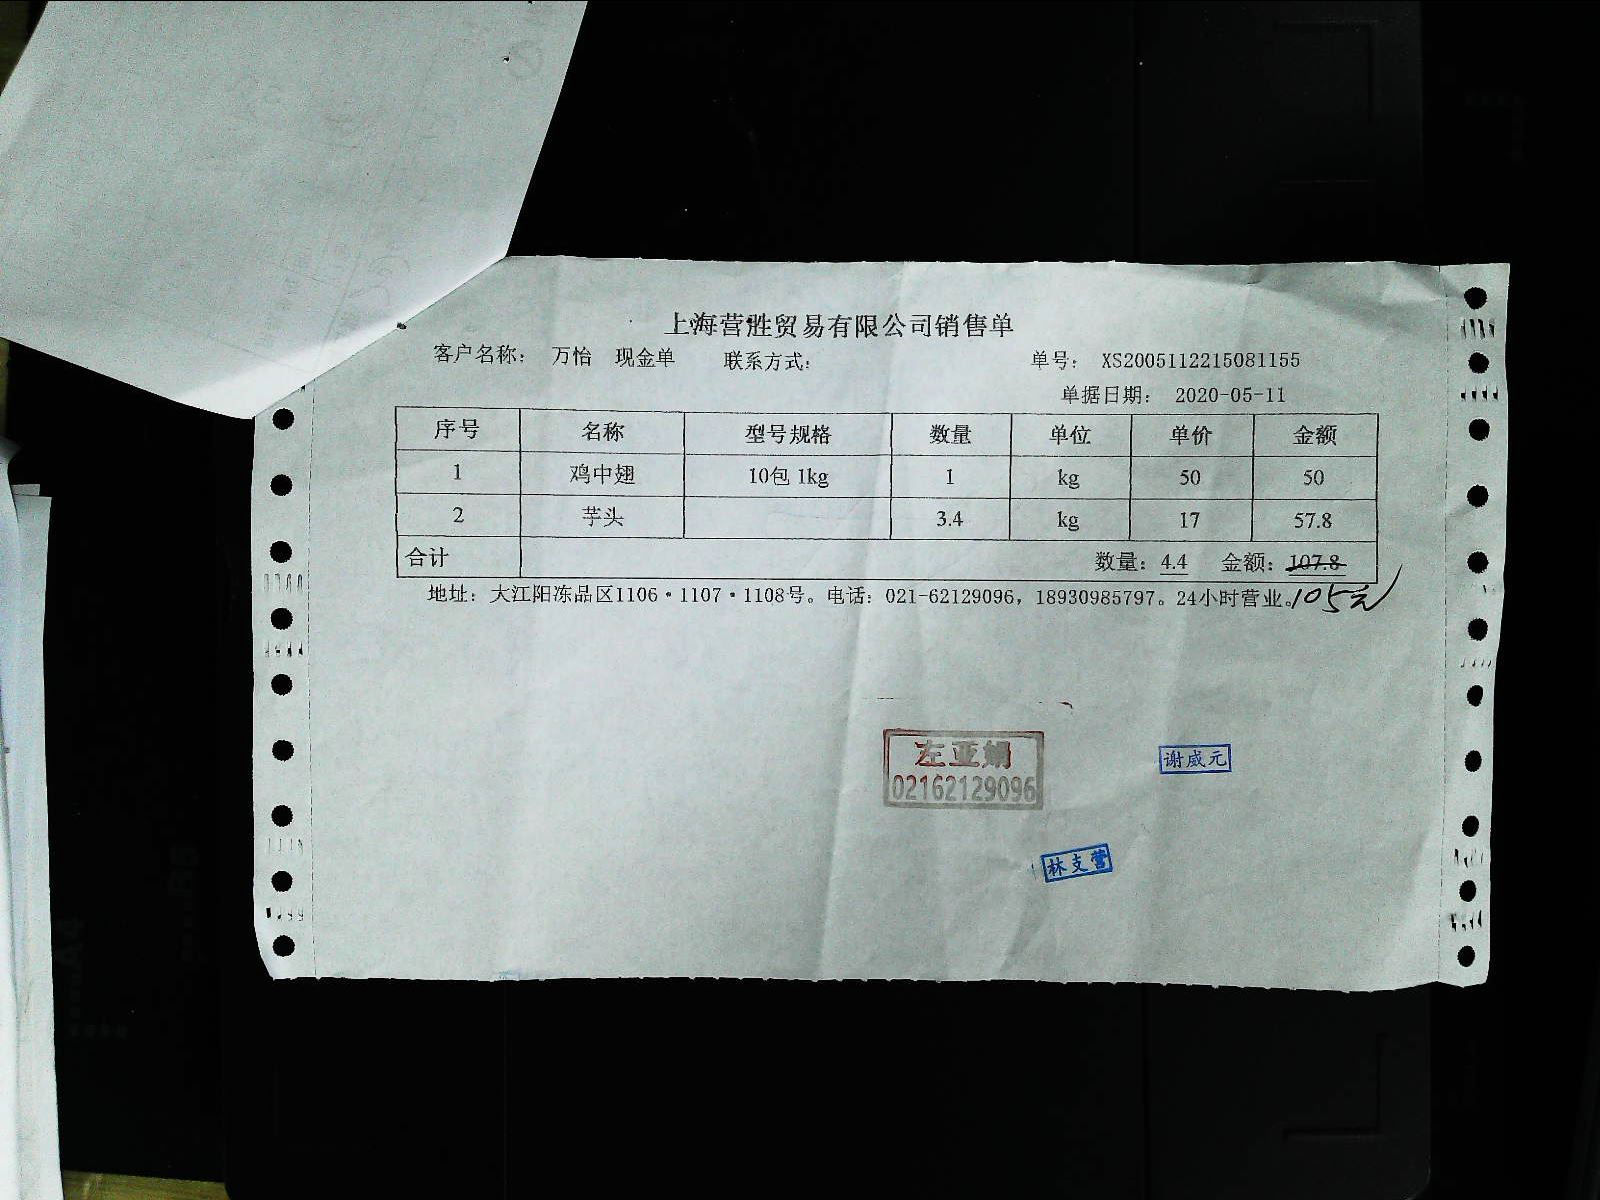 上海营胜贸易有限公司销售单
客户名称： 万怡 现金单 联系方式： 单号： XS2005112215081155
单据日期： 2020-05-11
序号 名称 型号规格 数量 单位 单价 金额
1 鸡中翅 10包 1kg 1 kg 50 50
2 芋头 3.4 kg 17 57.8
合计 数量：4.4 金额：107.8
地址：大江阳冻品区1106·1107·1108号。电话：021-62129096，18930985797。24小时营业。105元
左亚娟
02162129096
谢威元
林支营